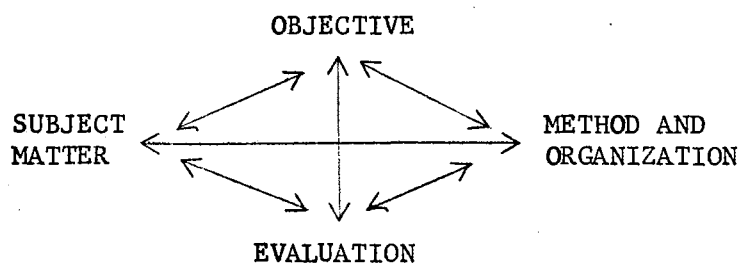 OBJECTIVE
SUBJECT
MATTER
METHOD AND
ORGANIZATION
EVALUATION